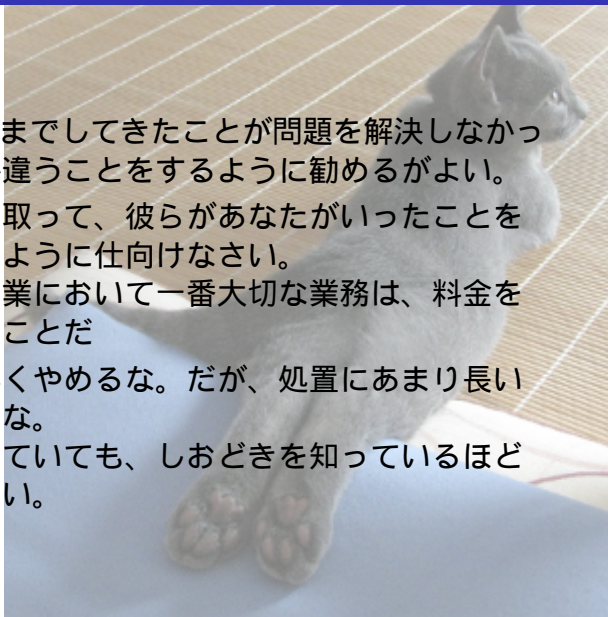 までしてきたことが問題を解決しなかっ
違うことをするように勧めるがよい。
取って、彼らがあなたがいったことを
ように仕向けなさい。
業において一番大切な業務は、料金を
ことだ
くやめるな。だが、処置にあまり長い
な。
ていても、しおどきを知っているほど
い。